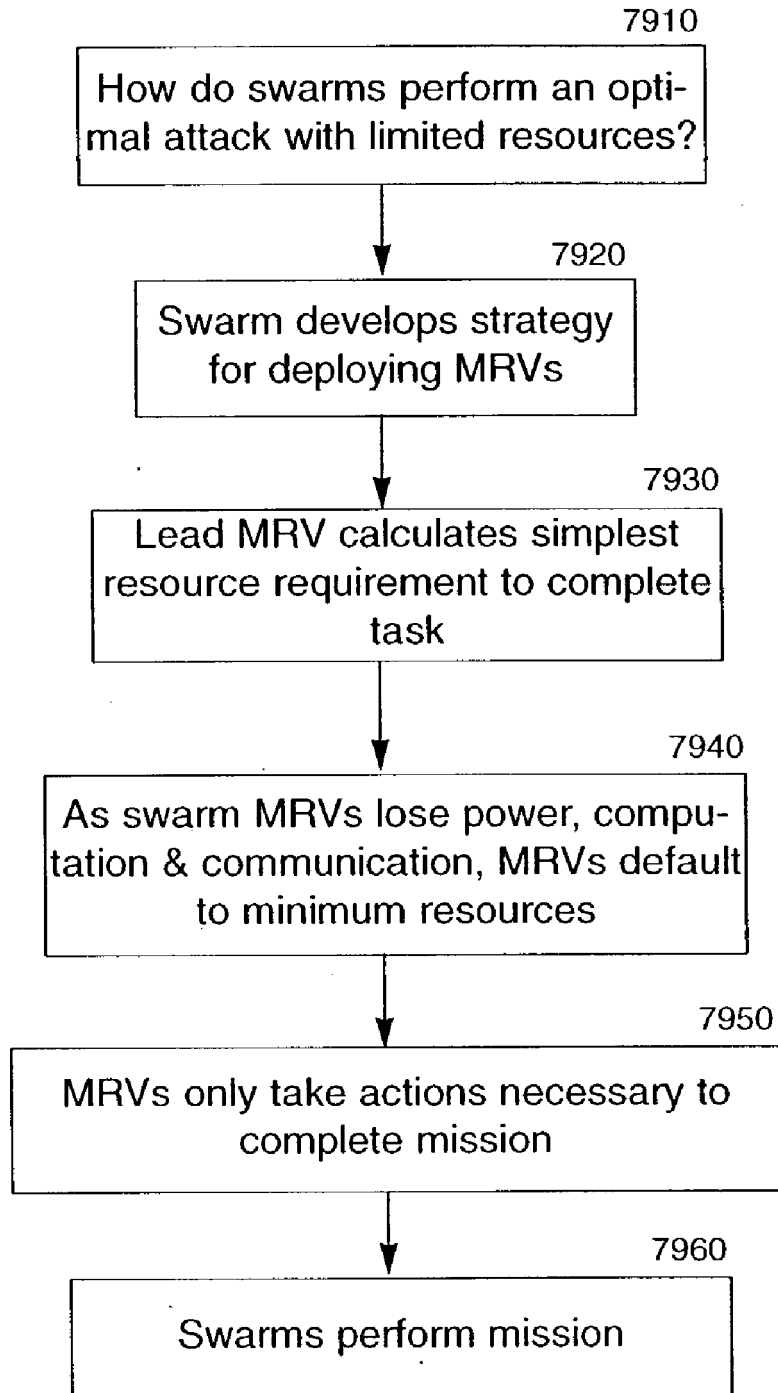 7910
How do swarms perform an opti-
mal attack with limited resources?
7920
Swarm develops strategy
for deploying MRVs
7930
Lead MRV calculates simplest
resource requirement to complete
task
7940
As swarm MRVs lose power, compu-
tation & communication, MRVs default
to minimum resources
7950
MRVs only take actions necessary to
complete mission
7960
Swarms perform mission